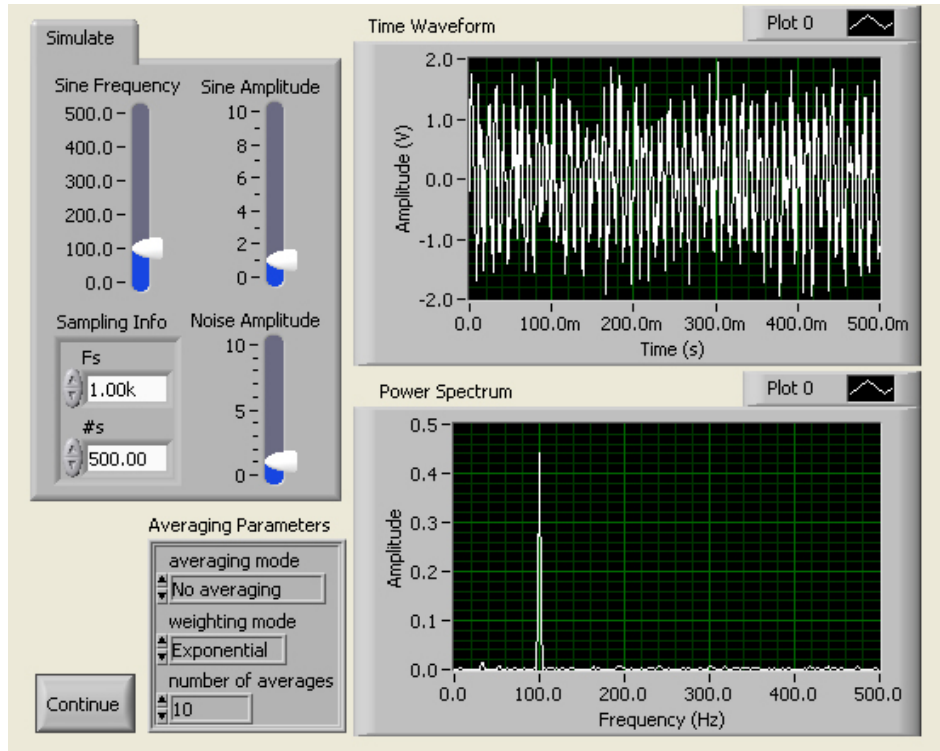 Simulate
Sine Frequency
500.0
400.0
300.0
200.0
100.0
0.0
Sine Amplitude
10
8
6
4
2
0
Sampling Info
Fs
1.00k
#s
500.00
Noise Amplitude
10
5
0
Averaging Parameters
averaging mode
No averaging
weighting mode
Exponential
number of averages
10
Continue
Time Waveform
Plot 0
Amplitude (V)
2.0
1.0
0.0
-1.0
-2.0
0.0 100.0m 200.0m 300.0m 400.0m 500.0m
Time (s)
Power Spectrum
Plot 0
Amplitude
0.5
0.4
0.3
0.2
0.1
0.0
0.0 100.0 200.0 300.0 400.0 500.0
Frequency (Hz)